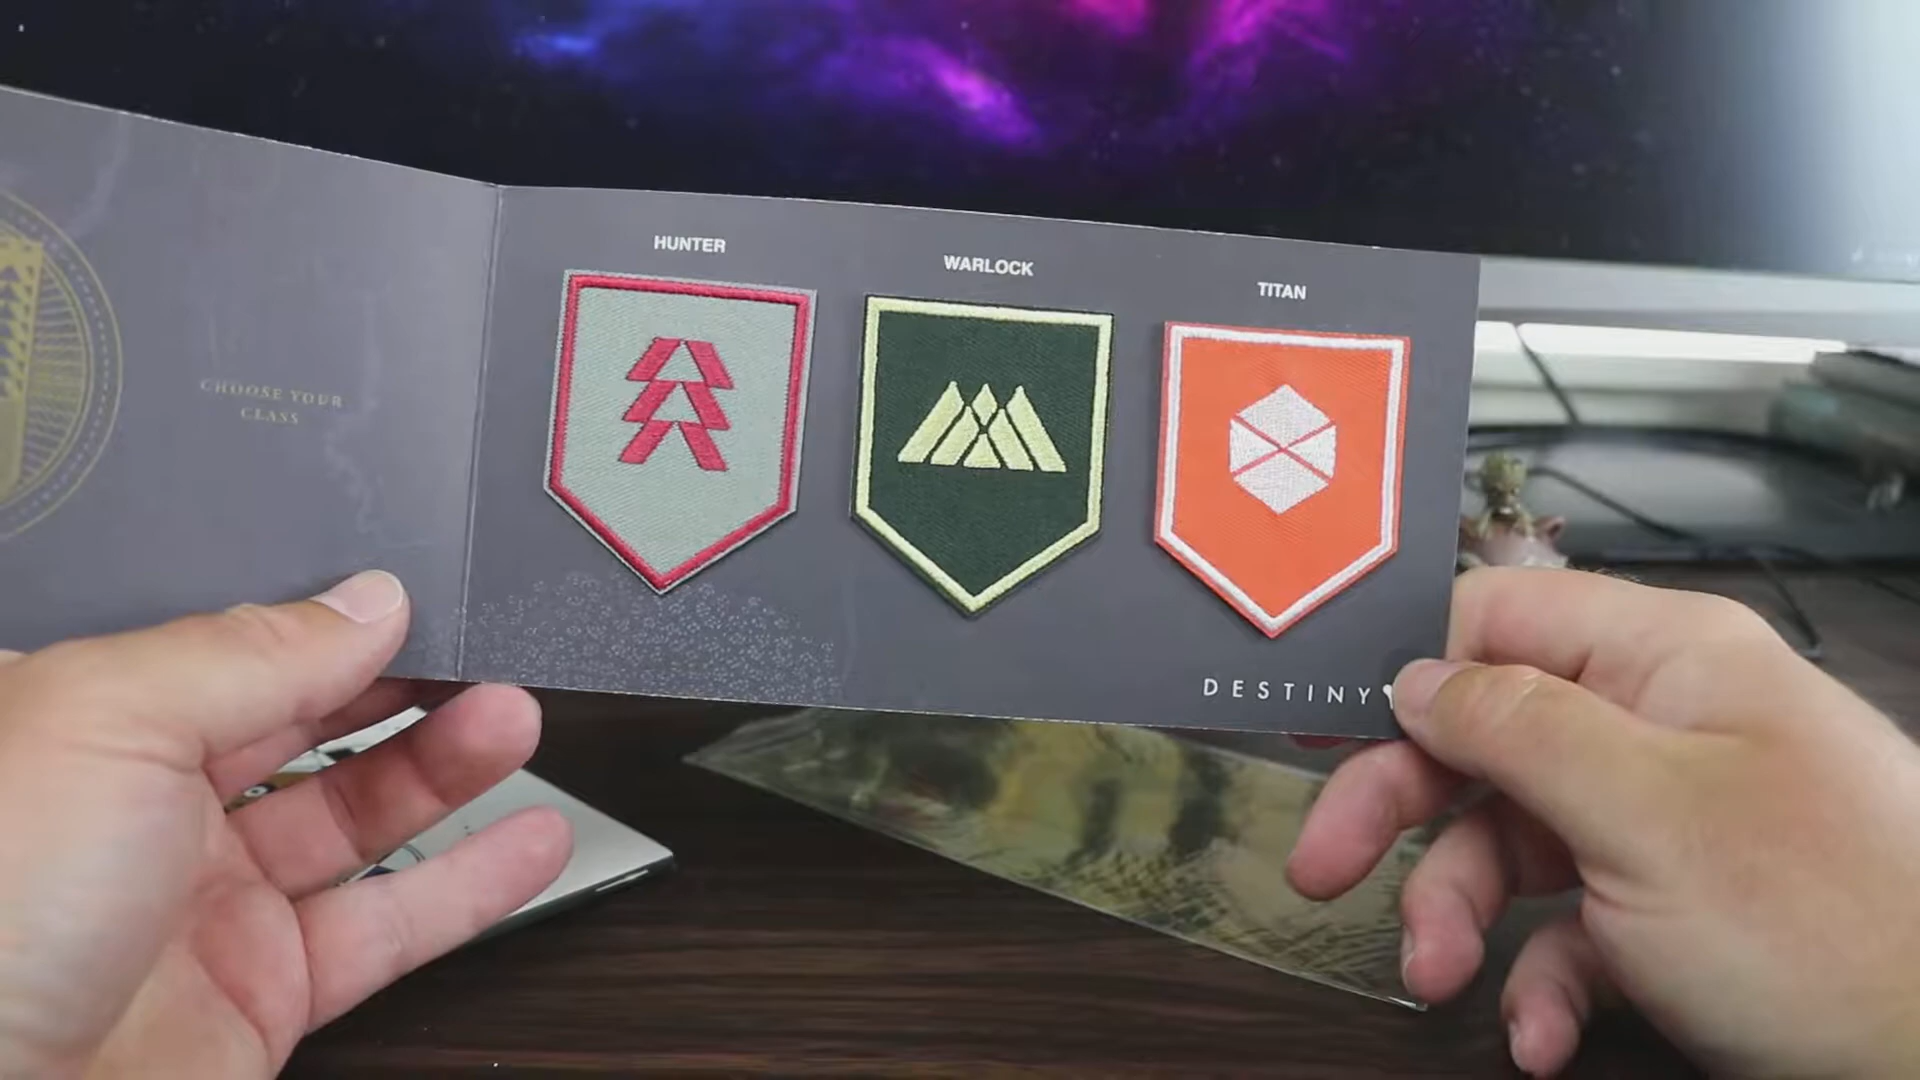 CHOOSE YOUR
CLASS
HUNTER
WARLOCK
TITAN
DESTINY